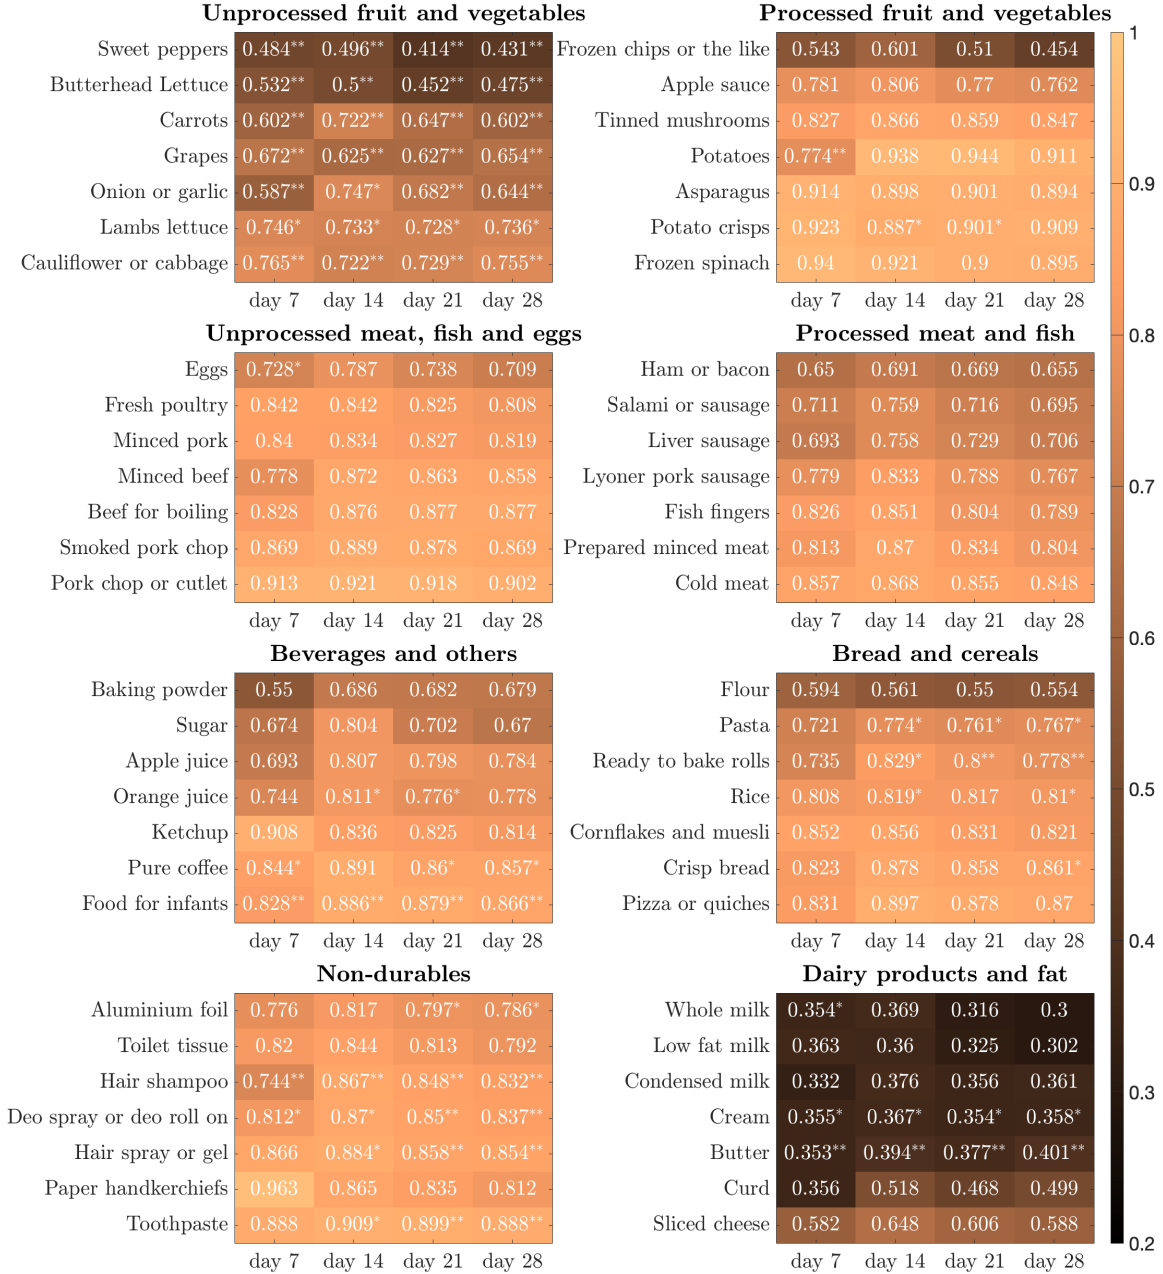 Unprocessed fruit and vegetables
Sweet peppers 0.484** 0.496** 0.414** 0.431**
Butterhead Lettuce 0.532** 0.5** 0.452** 0.475**
Carrots 0.602** 0.722** 0.647** 0.602**
Grapes 0.672** 0.625** 0.627** 0.654**
Onion or garlic 0.587** 0.747* 0.682** 0.644**
Lambs lettuce 0.746* 0.733* 0.728* 0.736*
Cauliflower or cabbage 0.765** 0.722** 0.729** 0.755**
day 7 day 14 day 21 day 28
Processed fruit and vegetables
Frozen chips or the like 0.543 0.601 0.51 0.454
Apple sauce 0.781 0.806 0.77 0.762
Tinned mushrooms 0.827 0.866 0.859 0.847
Potatoes 0.774** 0.938 0.944 0.911
Asparagus 0.914 0.898 0.901 0.894
Potato crisps 0.923 0.887* 0.901* 0.909
Frozen spinach 0.94 0.921 0.9 0.895
day 7 day 14 day 21 day 28
Unprocessed meat, fish and eggs
Eggs 0.728* 0.787 0.738 0.709
Fresh poultry 0.842 0.842 0.825 0.808
Minced pork 0.84 0.834 0.827 0.819
Minced beef 0.778 0.872 0.863 0.858
Beef for boiling 0.828 0.876 0.877 0.877
Smoked pork chop 0.869 0.889 0.878 0.869
Pork chop or cutlet 0.913 0.921 0.918 0.902
day 7 day 14 day 21 day 28
Processed meat and fish
Ham or bacon 0.65 0.691 0.669 0.655
Salami or sausage 0.711 0.759 0.716 0.695
Liver sausage 0.693 0.758 0.729 0.706
Lyoner pork sausage 0.779 0.833 0.788 0.767
Fish fingers 0.826 0.851 0.804 0.789
Prepared minced meat 0.813 0.87 0.834 0.804
Cold meat 0.857 0.868 0.855 0.848
day 7 day 14 day 21 day 28
Beverages and others
Baking powder 0.55 0.686 0.682 0.679
Sugar 0.674 0.804 0.702 0.67
Apple juice 0.693 0.807 0.798 0.784
Orange juice 0.744 0.811* 0.776* 0.778
Ketchup 0.908 0.836 0.825 0.814
Pure coffee 0.844* 0.891 0.86* 0.857*
Food for infants 0.828** 0.886** 0.879** 0.866**
day 7 day 14 day 21 day 28
Bread and cereals
Flour 0.594 0.561 0.55 0.554
Pasta 0.721 0.774* 0.761* 0.767*
Ready to bake rolls 0.735 0.829* 0.8** 0.778**
Rice 0.808 0.819* 0.817 0.81*
Cornflakes and muesli 0.852 0.856 0.831 0.821
Crisp bread 0.823 0.878 0.858 0.861*
Pizza or quiches 0.831 0.897 0.878 0.87
day 7 day 14 day 21 day 28
Non-durables
Aluminium foil 0.776 0.817 0.797* 0.786*
Toilet tissue 0.82 0.844 0.813 0.792
Hair shampoo 0.744** 0.867** 0.848** 0.832**
Deo spray or deo roll on 0.812* 0.87* 0.85** 0.837**
Hair spray or gel 0.866 0.884* 0.858** 0.854**
Paper handkerchiefs 0.963 0.865 0.835 0.812
Toothpaste 0.888 0.909* 0.899** 0.888**
day 7 day 14 day 21 day 28
Dairy products and fat
Whole milk 0.354* 0.369 0.316 0.3
Low fat milk 0.363 0.36 0.325 0.302
Condensed milk 0.332 0.376 0.356 0.361
Cream 0.355* 0.367* 0.354* 0.358*
Butter 0.353** 0.394** 0.377** 0.401**
Curd 0.356 0.518 0.468 0.499
Sliced cheese 0.582 0.648 0.606 0.588
day 7 day 14 day 21 day 28
1
0.9
0.8
0.7
0.6
0.5
0.4
0.3
0.2